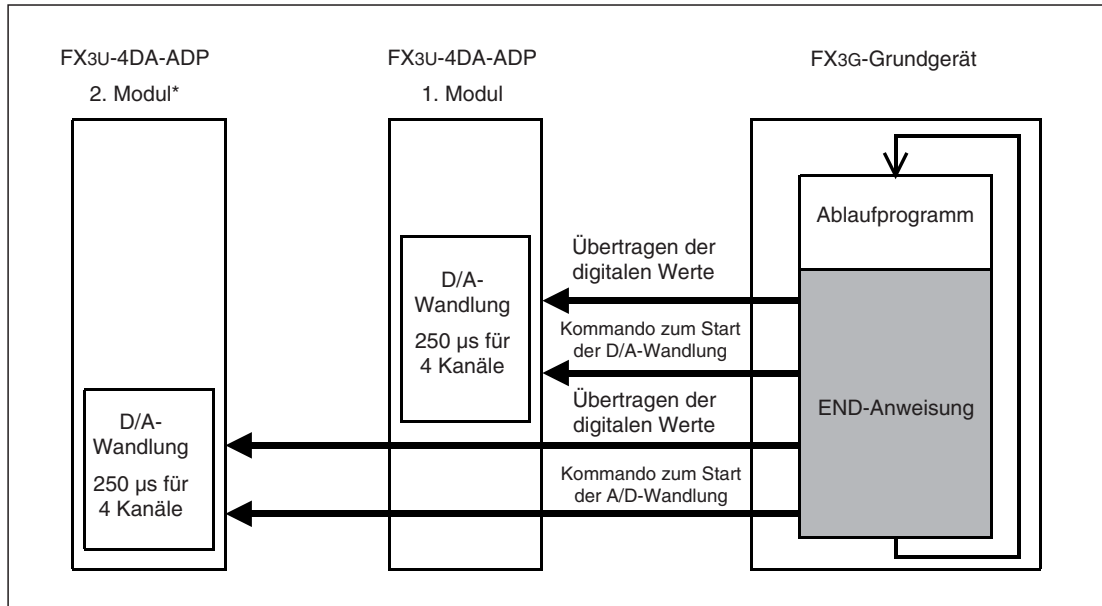 FX3U-4DA-ADP
2. Modul*
FX3U-4DA-ADP
1. Modul
FX3G-Grundgerät
Ablaufprogramm
Übertragen der
digitalen Werte
D/A-
Wandlung
250 µs für
4 Kanäle
Kommando zum Start
der D/A-Wandlung
Übertragen der
digitalen Werte
END-Anweisung
D/A-
Wandlung
250 µs für
4 Kanäle
Kommando zum Start
der A/D-Wandlung